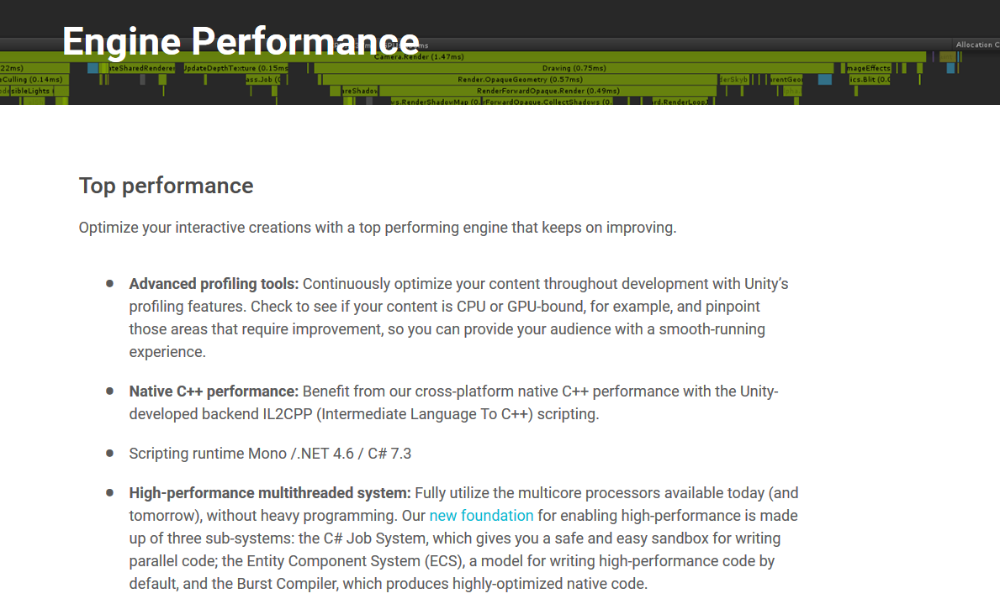 Engine Performance
Allocation C
Camera.Render (1.47ms)
22ms)
UpdateDepthTexture (0.15ms
Drawing (0.75ms)
mageEffects
eCulling (0.14ms)
ass.Job (0
Render.OpaqueGeometry (0.57ms)
derSkyb
arentGeo
ics.Blit (0.0
sibleLights (
areShadow
RenderForwardOpaque.Render (0.49ms)
ws.RenderShadowMap (0.
rForwardOpaque.CollectShadows (0.
rd.RenderLoop.
Top performance
Optimize your interactive creations with a top performing engine that keeps on improving.
• Advanced profiling tools: Continuously optimize your content throughout development with Unity’s
profiling features. Check to see if your content is CPU or GPU-bound, for example, and pinpoint
those areas that require improvement, so you can provide your audience with a smooth-running
experience.
• Native C++ performance: Benefit from our cross-platform native C++ performance with the Unity-
developed backend IL2CPP (Intermediate Language To C++) scripting.
• Scripting runtime Mono /.NET 4.6 / C# 7.3
• High-performance multithreaded system: Fully utilize the multicore processors available today (and
tomorrow), without heavy programming. Our new foundation for enabling high-performance is made
up of three sub-systems: the C# Job System, which gives you a safe and easy sandbox for writing
parallel code; the Entity Component System (ECS), a model for writing high-performance code by
default, and the Burst Compiler, which produces highly-optimized native code.